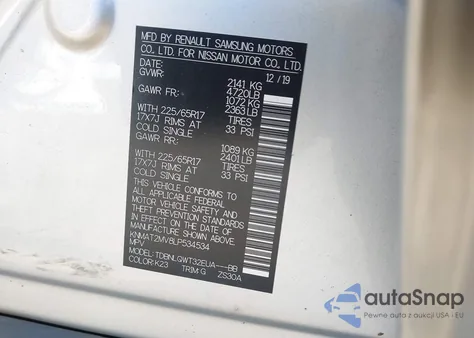 MFD BY RENAULT SAMSUNG MOTORS
CO. LTD. FOR NISSAN MOTOR CO. LTD.
DATE: 12/19
GVWR: 2141 KG
4720LB
GAWR FR: 1072 KG
2363LB
WITH 225/65R17 TIRES
17X7J RIMS AT 33 PSI
COLD SINGLE
GAWR RR: 1089 KG
2401LB
WITH 225/65R17 TIRES
17X7J RIMS AT 33 PSI
COLD SINGLE
THIS VEHICLE CONFORMS TO
ALL APPLICABLE FEDERAL
MOTOR VEHICLE SAFETY AND
THEFT PREVENTION STANDARDS
IN EFFECT ON THE DATE OF
MANUFACTURE SHOWN ABOVE
KNMAT2MV8LP534534
MPV
MODEL: TDBNLQWT32EUA---BB
COLOR: K23 TRIM: G ZS30A
autoSnap
Pewne auta z aukcji USA - EU